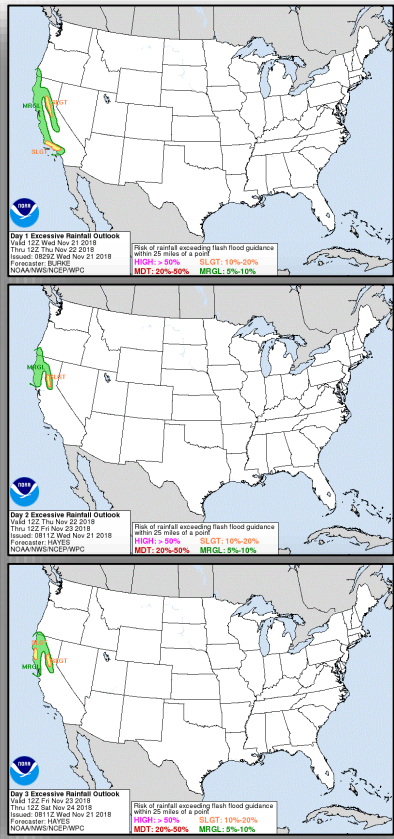 SLGT
MRGL
SLGT
NOAA
Day 1 Excessive Rainfall Outlook
Valid 12Z Wed Nov 21 2018
Thru 12Z Thu Nov 22 2018
Issued: 0829Z Wed Nov 21 2018
Forecaster: BURKE
NOAA/NWS/NCEP/WPC
Risk of rainfall exceeding flash flood guidance
within 25 miles of a point
HIGH: > 50% SLGT: 10%-20%
MDT: 20%-50% MRGL: 5%-10%
MRGL
SLGT
NOAA
Day 2 Excessive Rainfall Outlook
Valid 12Z Thu Nov 22 2018
Thru 12Z Fri Nov 23 2018
Issued: 0811Z Wed Nov 21 2018
Forecaster: HAYES
NOAA/NWS/NCEP/WPC
Risk of rainfall exceeding flash flood guidance
within 25 miles of a point
HIGH: > 50% SLGT: 10%-20%
MDT: 20%-50% MRGL: 5%-10%
SLGT
SLGT
MRGL
NOAA
Day 3 Excessive Rainfall Outlook
Valid 12Z Fri Nov 23 2018
Thru 12Z Sat Nov 24 2018
Issued: 0811Z Wed Nov 21 2018
Forecaster: HAYES
NOAA/NWS/NCEP/WPC
Risk of rainfall exceeding flash flood guidance
within 25 miles of a point
HIGH: > 50% SLGT: 10%-20%
MDT: 20%-50% MRGL: 5%-10%